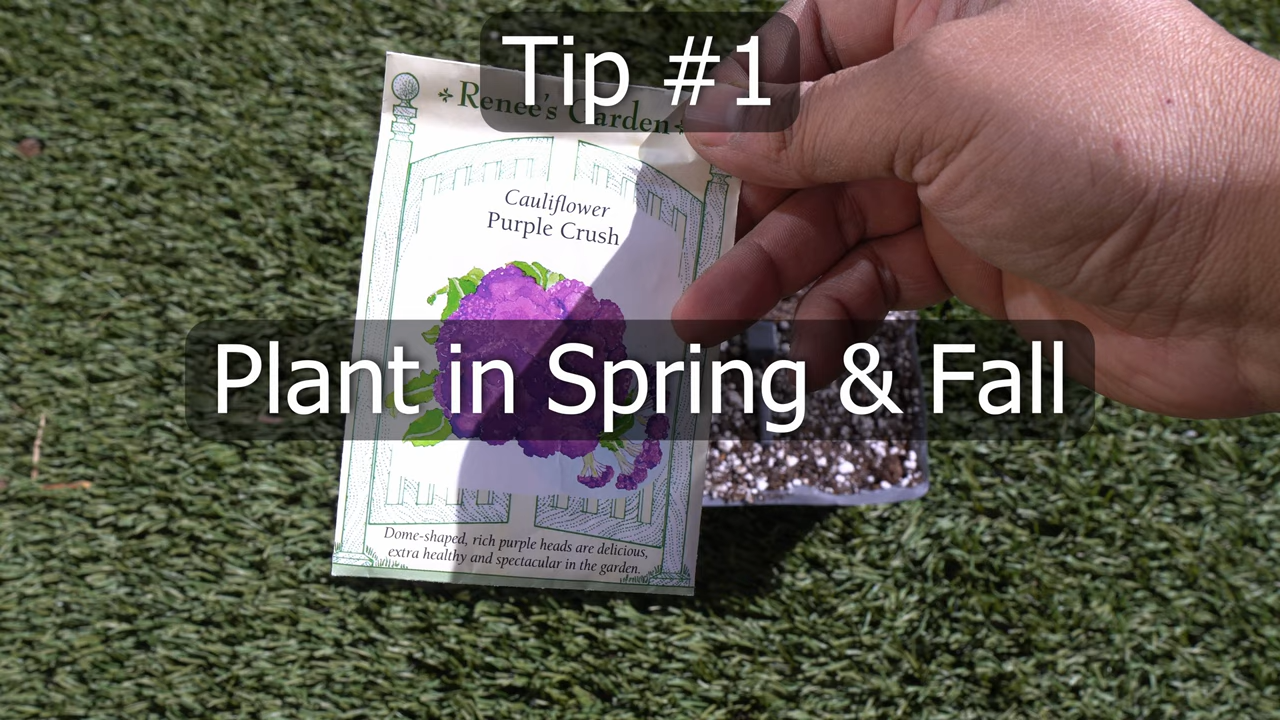 Tip #1
Renee's Garden
Cauliflower
Purple Crush
Plant in Spring & Fall
Dome-shaped, rich purple heads are delicious,
extra healthy and spectacular in the garden.